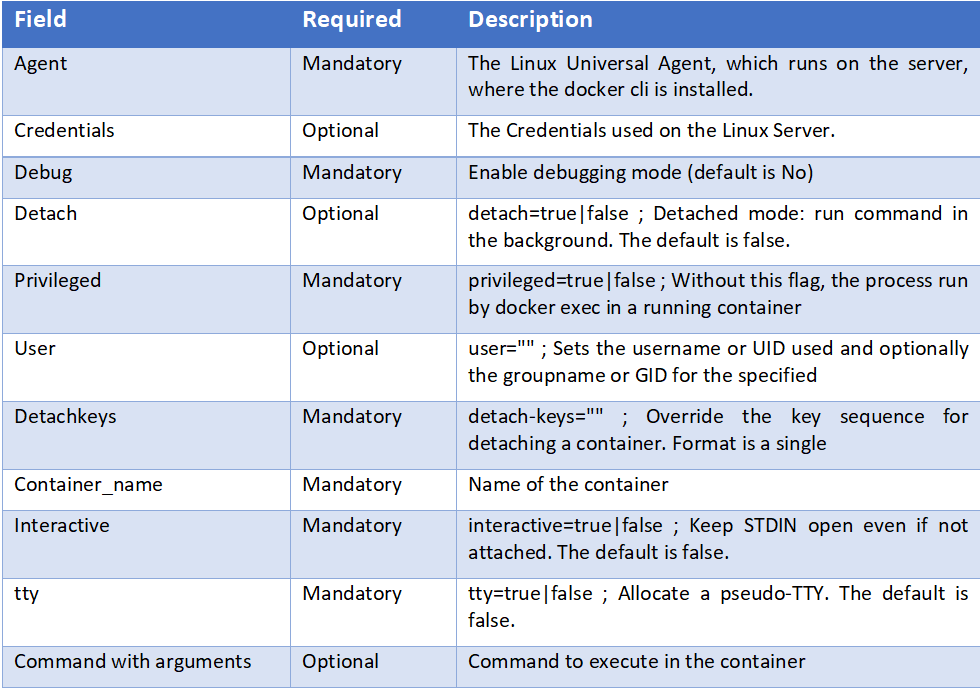 Field Required Description
Agent Mandatory The Linux Universal Agent, which runs on the server,
where the docker cli is installed.
Credentials Optional The Credentials used on the Linux Server.
Debug Mandatory Enable debugging mode (default is No)
Detach Optional detach=true|false ; Detached mode: run command in
the background. The default is false.
Privileged Mandatory privileged=true|false ; Without this flag, the process run
by docker exec in a running container
User Optional user="" ; Sets the username or UID used and optionally
the groupname or GID for the specified
Detachkeys Mandatory detach-keys="" ; Override the key sequence for
detaching a container. Format is a single
Container_name Mandatory Name of the container
Interactive Mandatory interactive=true|false ; Keep STDIN open even if not
attached. The default is false.
tty Mandatory tty=true|false ; Allocate a pseudo-TTY. The default is
false.
Command with arguments Optional Command to execute in the container